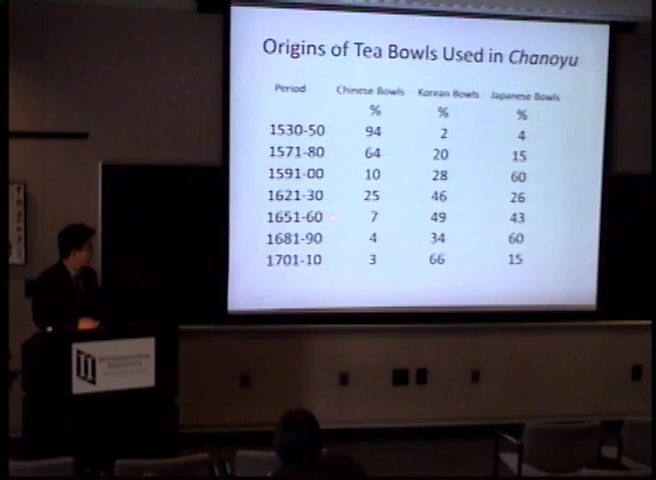 Origins of Tea Bowls Used in Chanoyu
Period Chinese Bowls Korean Bowls Japanese Bowls
% % %
1530-50 94 2 4
1571-80 64 20 15
1591-00 10 28 60
1621-30 25 46 26
1651-60 7 49 43
1681-90 4 34 60
1701-10 3 66 15
INTERNATIONAL
INSTITUTE